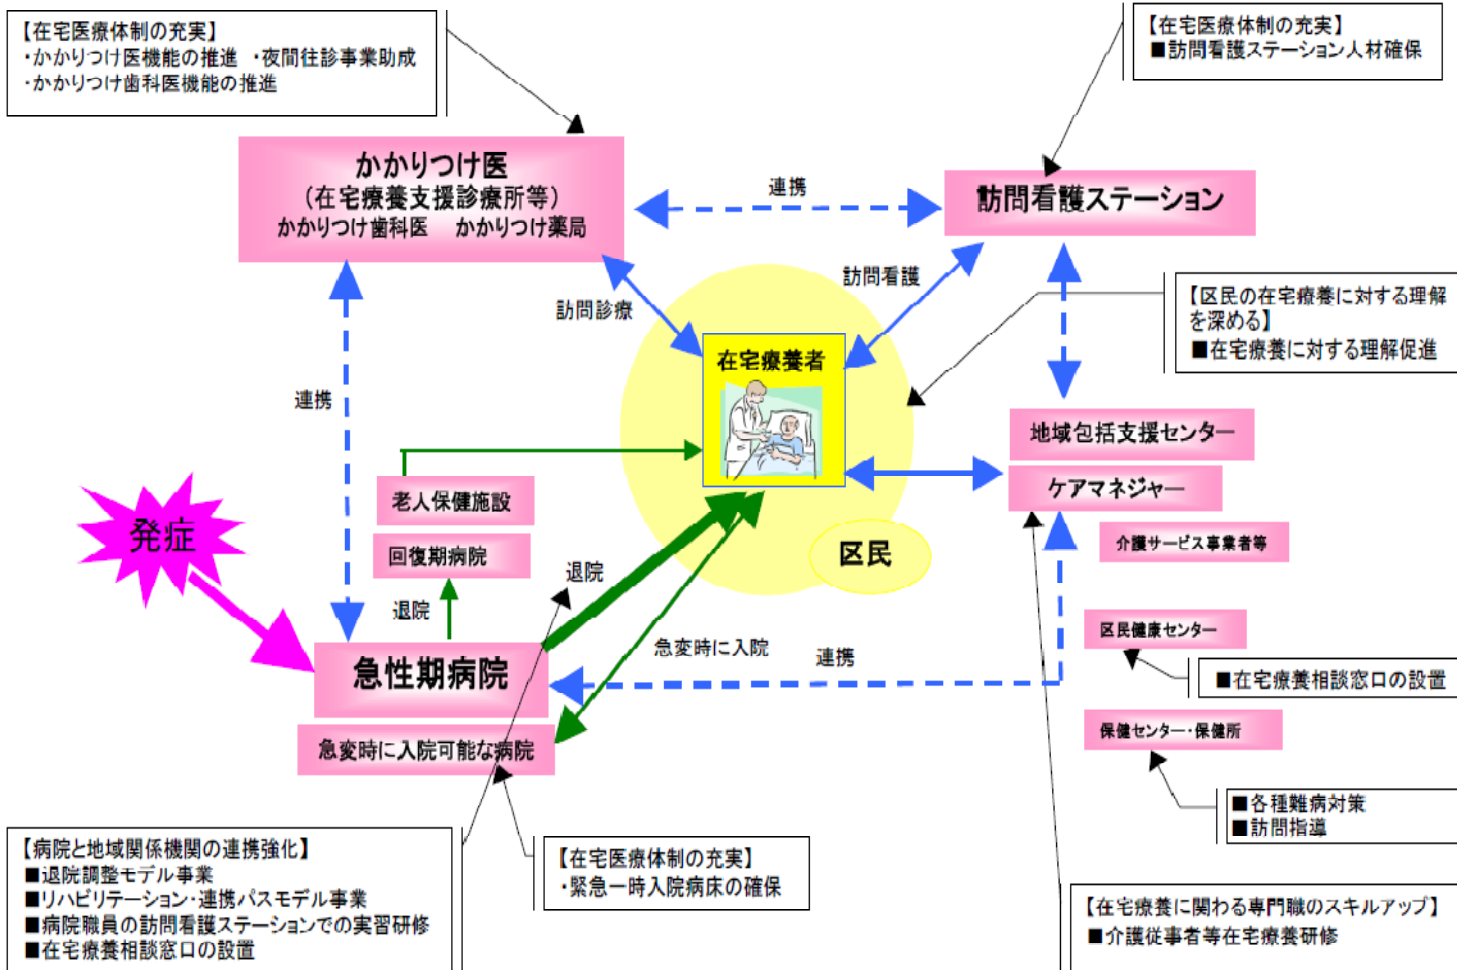 【在宅医療体制の充実】
・かかりつけ医機能の推進　・夜間往診事業助成
・かかりつけ歯科医機能の推進
【在宅医療体制の充実】
■訪問看護ステーション人材確保
かかりつけ医
（在宅療養支援診療所等）
かかりつけ歯科医　かかりつけ薬局
連携
訪問看護ステーション
訪問診療
訪問看護
【区民の在宅療養に対する理解
を深める】
■在宅療養に対する理解促進
在宅療養者
連携
地域包括支援センター
ケアマネジャー
介護サービス事業者等
老人保健施設
回復期病院
発症
区民
退院
退院
急性期病院
急変時に入院
連携
急変時に入院可能な病院
区民健康センター
■在宅療養相談窓口の設置
保健センター・保健所
■各種難病対策
■訪問指導
【病院と地域関係機関の連携強化】
■退院調整モデル事業
■リハビリテーション・連携パスモデル事業
■病院職員の訪問看護ステーションでの実習研修
■在宅療養相談窓口の設置
【在宅医療体制の充実】
・緊急一時入院病床の確保
【在宅療養に関わる専門職のスキルアップ】
■介護従事者等在宅療養研修